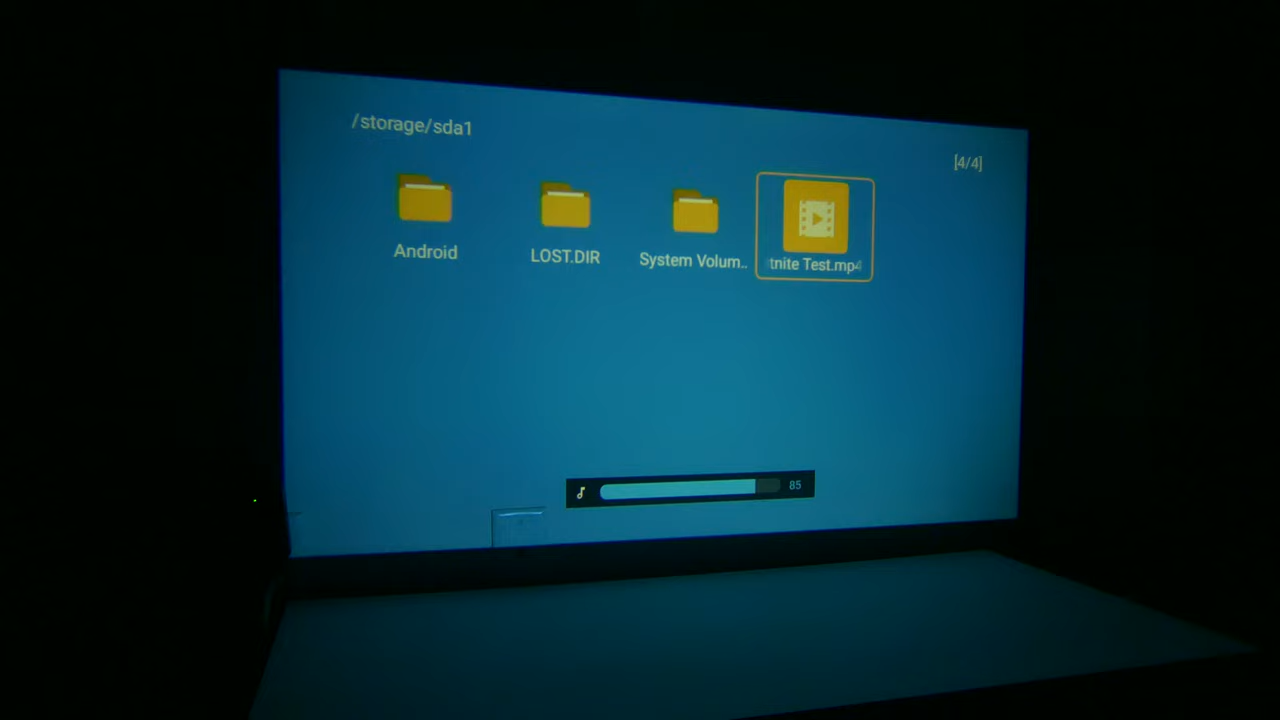 /storage/sda1
[4/4]
Android
LOST.DIR
System Volum..
tnite Test.mp4
85